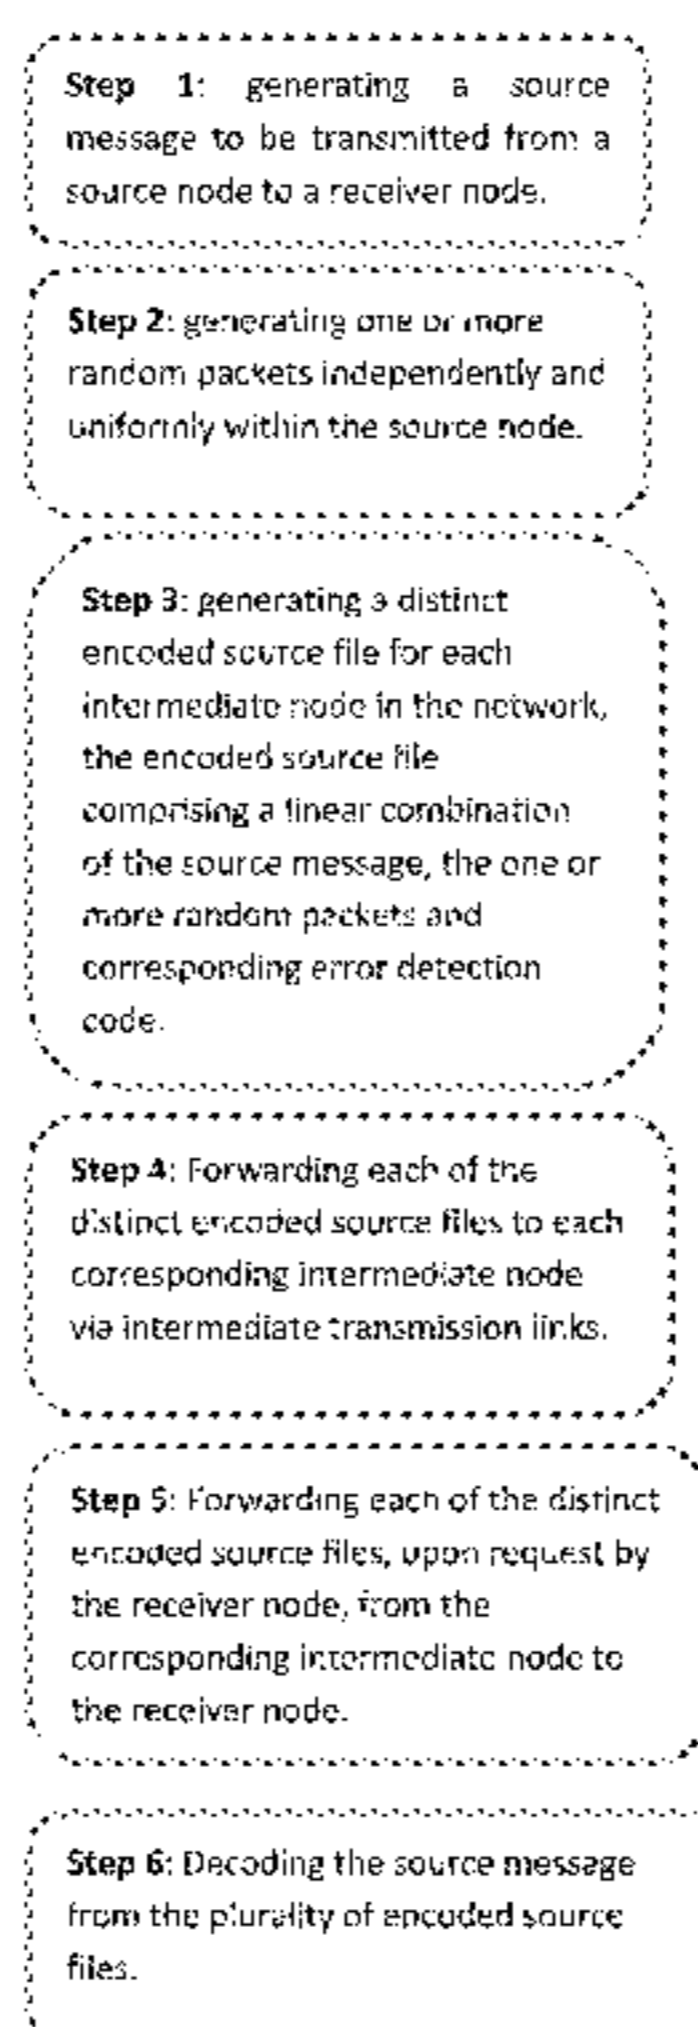 Step 1: generating a source
message to be transmitted from a
source node to a receiver node.
Step 2: generating one or more
random packets independently and
uniformly within the source node.
Step 3: generating a distinct
encoded source file for each
intermediate node in the network,
the encoded source file
comprising a linear combination
of the source message, the one or
more random packets and
corresponding error detection
code.
Step 4: Forwarding each of the
distinct encoded source files to each
corresponding intermediate node
via intermediate transmission links.
Step 5: Forwarding each of the distinct
encoded source files, upon request by
the receiver node, from the
corresponding intermediate node to
the receiver node.
Step 6: Decoding the source message
from the plurality of encoded source
files.